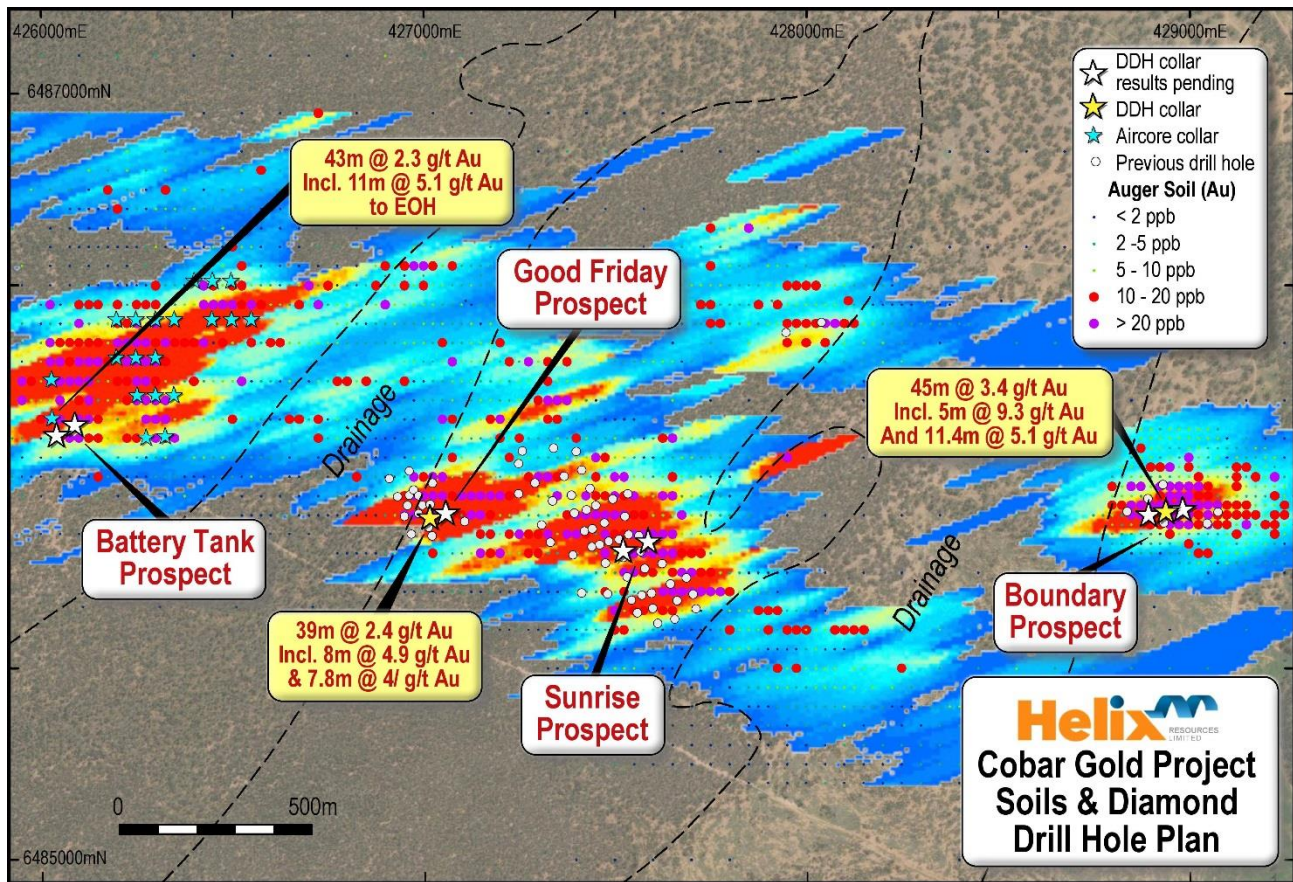 426000mE
427000mE
428000mE
429000mE
6487000mN
DDH collar
results pending
DDH collar
Aircore collar
Previous drill hole
Auger Soil (Au)
< 2 ppb
2 -5 ppb
5 - 10 ppb
10 - 20 ppb
> 20 ppb
43m @ 2.3 g/t Au
Incl. 11m @ 5.1 g/t Au
to EOH
Good Friday
Prospect
45m @ 3.4 g/t Au
Incl. 5m @ 9.3 g/t Au
And 11.4m @ 5.1 g/t Au
Drainage
Battery Tank
Prospect
Drainage
Boundary
Prospect
39m @ 2.4 g/t Au
Incl. 8m @ 4.9 g/t Au
& 7.8m @ 4/ g/t Au
Sunrise
Prospect
Helix
RESOURCES
LIMITED
Cobar Gold Project
Soils & Diamond
Drill Hole Plan
0
500m
6485000mN